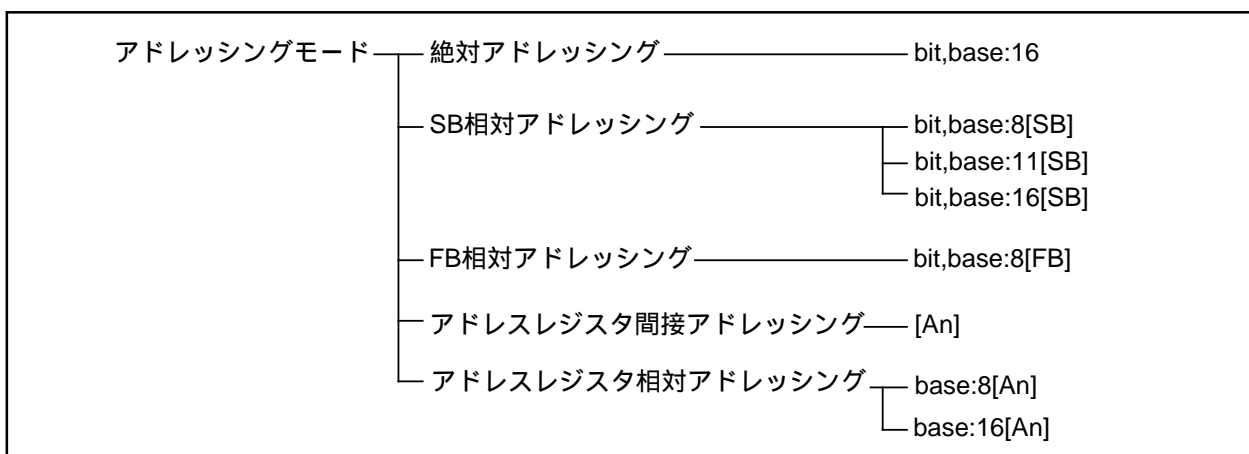 アドレッシングモード 絶対アドレッシング bit,base:16
SB相対アドレッシング bit,base:8[SB]
bit,base:11[SB]
bit,base:16[SB]
FB相対アドレッシング bit,base:8[FB]
アドレスレジスタ間接アドレッシング [An]
アドレスレジスタ相対アドレッシング base:8[An]
base:16[An]